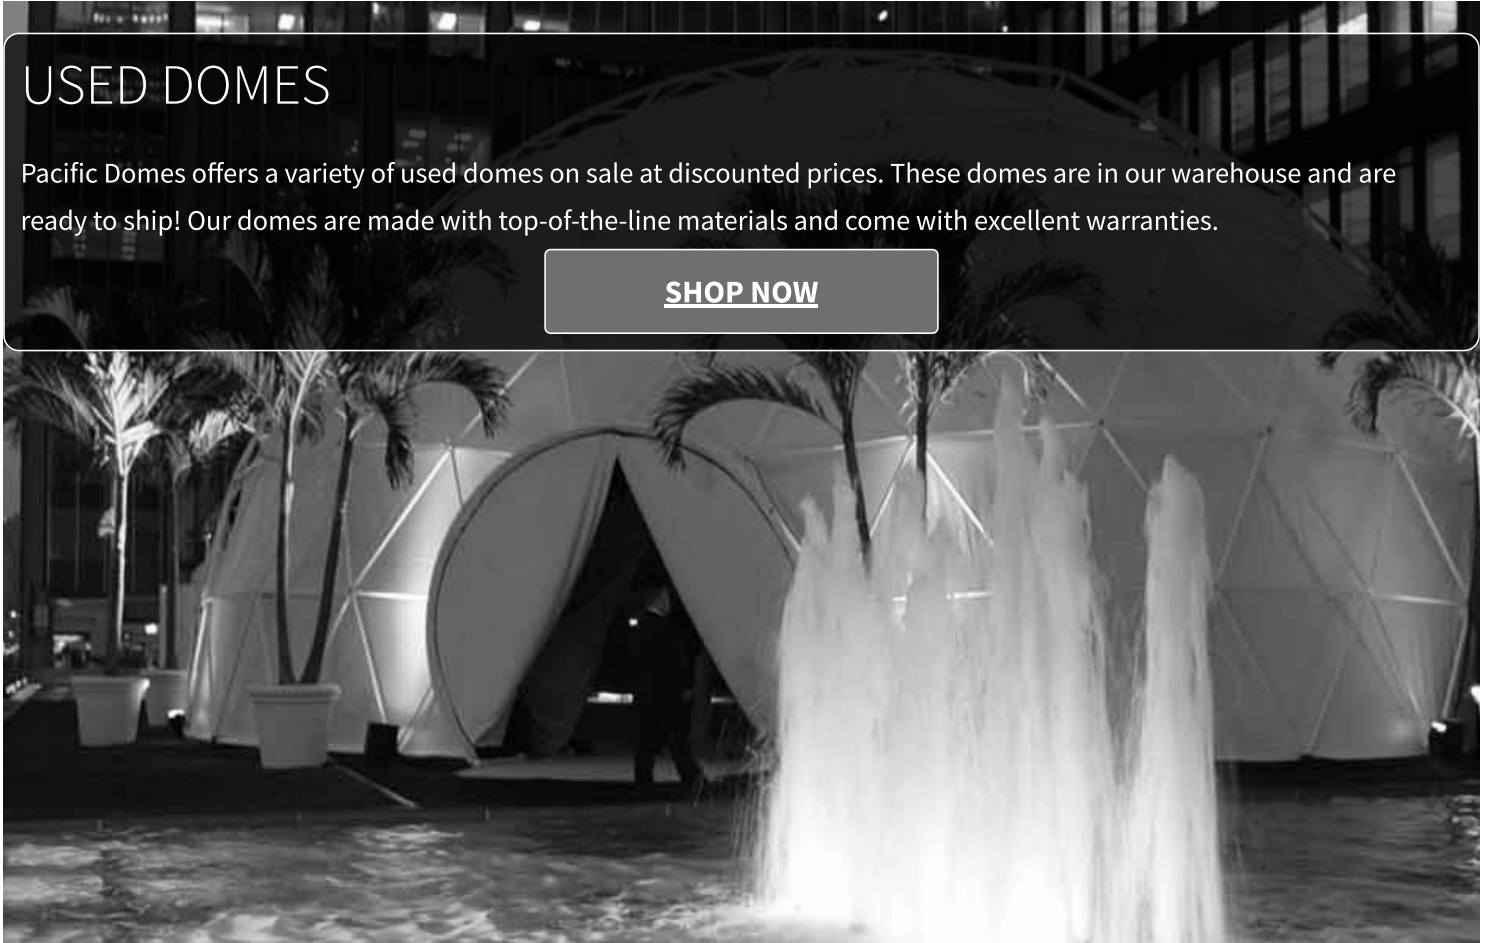 USED DOMES
Pacific Domes offers a variety of used domes on sale at discounted prices. These domes are in our warehouse and are
ready to ship! Our domes are made with top-of-the-line materials and come with excellent warranties.
SHOP NOW